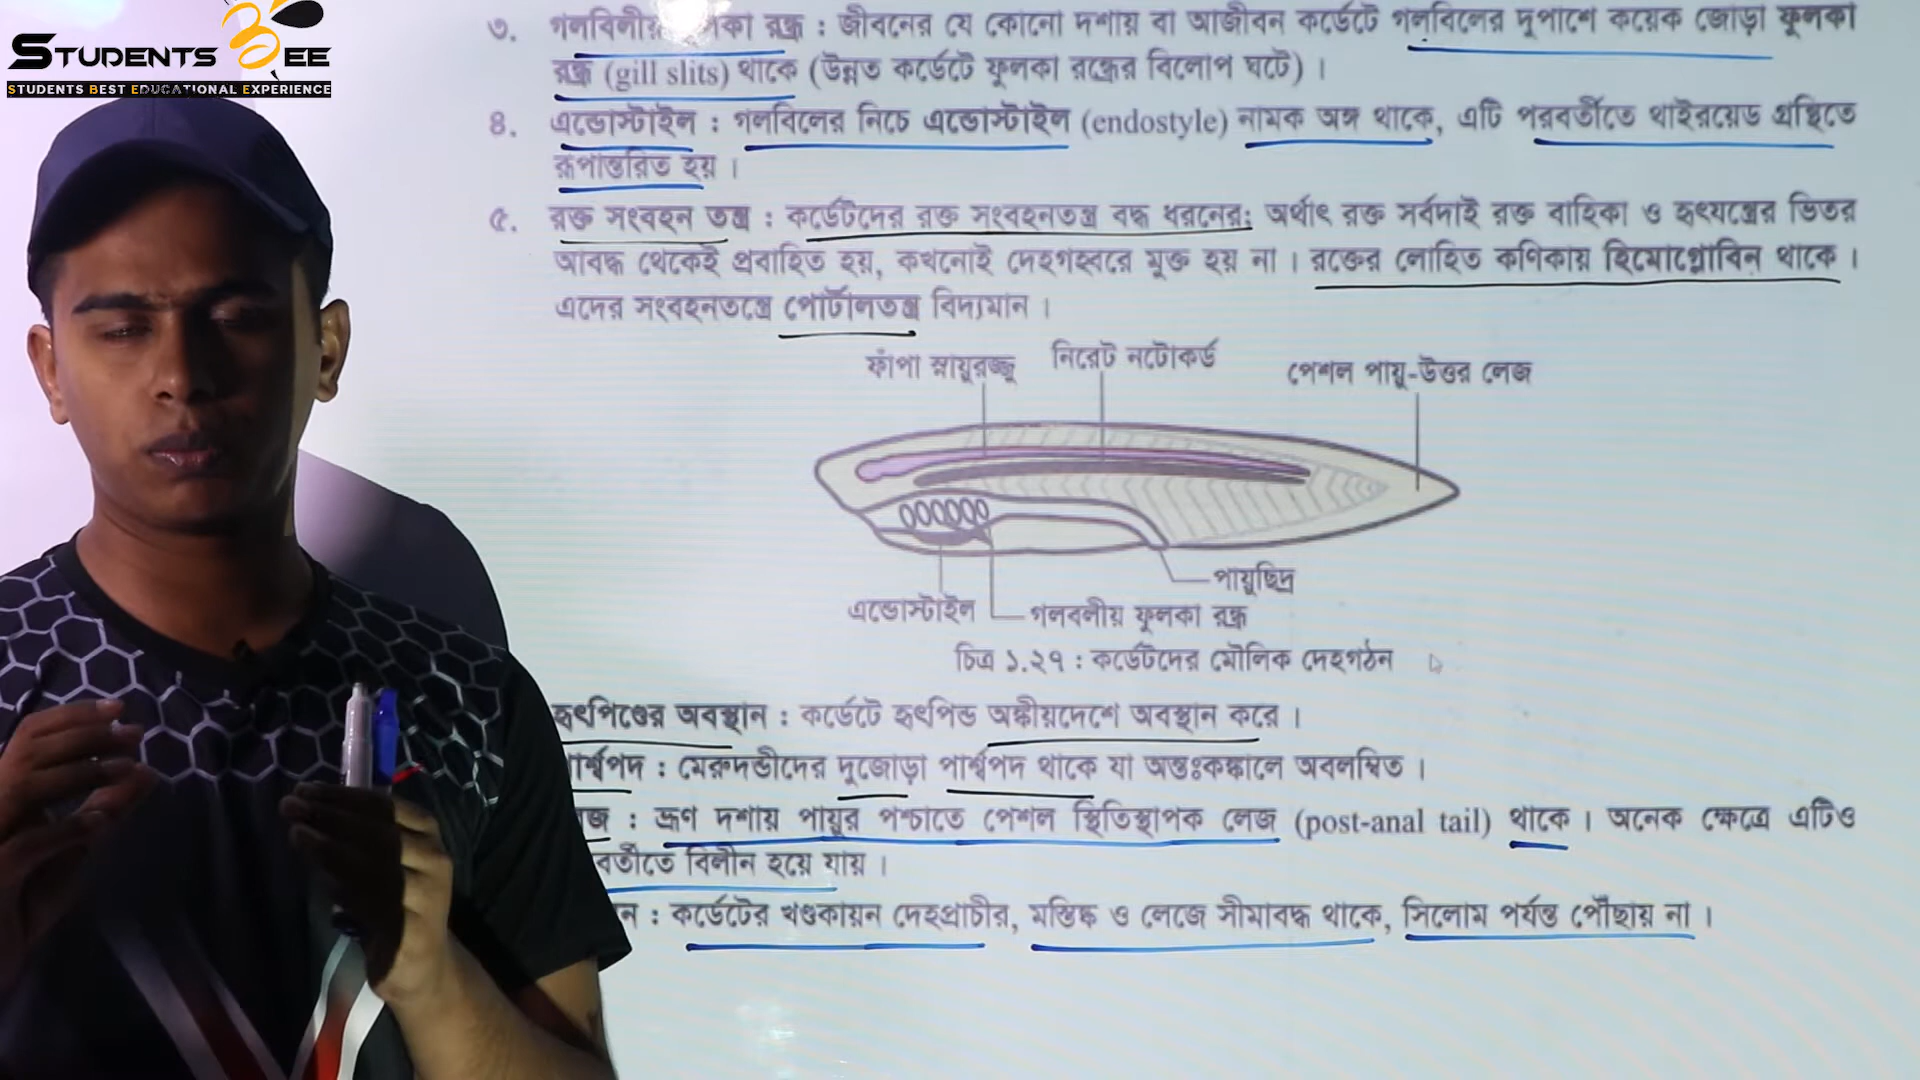 STUDENTS BEE
STUDENTS BEST EDUCATIONAL EXPERIENCE
৩. গলবিলীয় রন্ধ্র : জীবনের যে কোনো দশায় বা আজীবন কর্ডেটে গলবিলের দুপাশে কয়েক জোড়া ফুলকা
রন্ধ্র (gill slits) থাকে (উন্নত কর্ডেটে ফুলকা রন্ধ্রের বিলোপ ঘটে) ।
৪. এন্ডোস্টাইল : গলবিলের নিচে এন্ডোস্টাইল (endostyle) নামক অঙ্গ থাকে, এটি পরবর্তীতে থাইরয়েড গ্রন্থিতে
রূপান্তরিত হয় ।
৫. রক্ত সংবহন তন্ত্র : কর্ডেটদের রক্ত সংবহনতন্ত্র বদ্ধ ধরনের; অর্থাৎ রক্ত সর্বদাই রক্ত বাহিকা ও হৃৎযন্ত্রের ভিতর
আবদ্ধ থেকেই প্রবাহিত হয়, কখনোই দেহগহ্বরে মুক্ত হয় না । রক্তের লোহিত কণিকায় হিমোগ্লোবিন থাকে ।
এদের সংবহনতন্ত্রে পোর্টালতন্ত্র বিদ্যমান ।
ফাঁপা স্নায়ুরজ্জু
নিরেট নটোকর্ড
পেশল পায়ু-উত্তর লেজ
পায়ুছিদ্র
এন্ডোস্টাইল
গলবলীয় ফুলকা রন্ধ্র
চিত্র ১.২৭ : কর্ডেটদের মৌলিক দেহগঠন
হৃৎপিণ্ডের অবস্থান : কর্ডেটে হৃৎপিন্ড অঙ্কীয়দেশে অবস্থান করে ।
পার্শ্বপদ : মেরুদন্ডীদের দুজোড়া পার্শ্বপদ থাকে যা অন্তঃকঙ্কালে অবলম্বিত ।
: ভ্রূণ দশায় পায়ুর পশ্চাতে পেশল স্থিতিস্থাপক লেজ (post-anal tail) থাকে । অনেক ক্ষেত্রে এটিও
বিলীন হয়ে যায় ।
: কর্ডেটের খণ্ডকায়ন দেহপ্রাচীর, মস্তিষ্ক ও লেজে সীমাবদ্ধ থাকে, সিলোম পর্যন্ত পৌঁছায় না ।